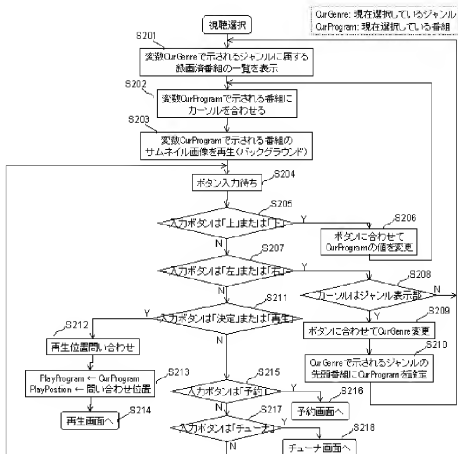 視聴選択
CurGenre: 現在選択しているジャンル
CurProgram: 現在選択している番組
S201
変数CurGenreで示されるジャンルに属する
録画済番組の一覧を表示
S202
変数CurProgramで示される番組に
カーソルを合わせる
S203
変数CurProgramで示される番組の
サムネイル画像を再生(バックグラウンド)
S204
ボタン入力待ち
S205
入力ボタンは「上」または「下」
Y
N
S206
ボタンに合わせて
CurProgramの値を変更
S207
入力ボタンは「左」または「右」
Y
N
S208
カーソルはジャンル表示部
N
Y
S209
ボタンに合わせてCurGenre変更
S210
CurGenreで示されるジャンルの
先頭番組にCurProgramを設定
S211
入力ボタンは「決定」または「再生」
Y
N
S212
再生位置問い合わせ
S213
PlayProgram ← CurProgram
PlayPosition ← 問い合わせ位置
S214
再生画面へ
S215
入力ボタンは「予約」
Y
N
S216
予約画面へ
S217
入力ボタンは「チューナ」
Y
N
S218
チューナ画面へ